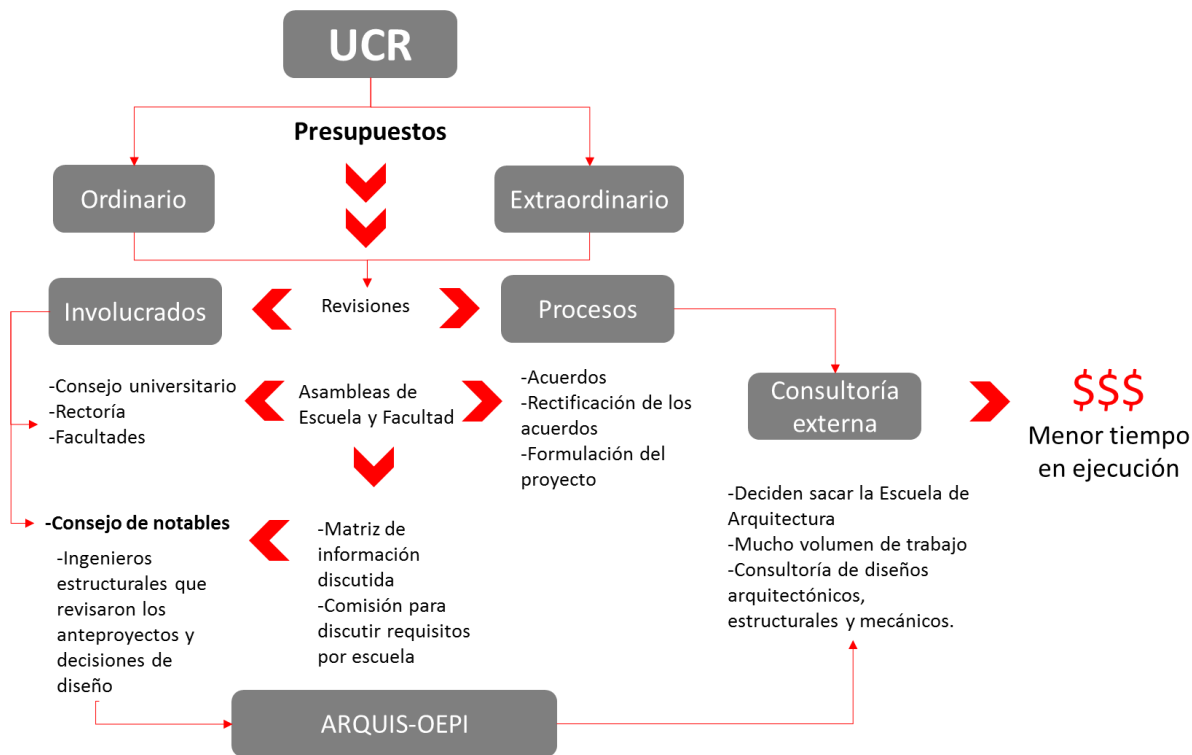 UCR
Presupuestos
Ordinario
Extraordinario
Involucrados
Revisiones
Procesos
-Consejo universitario
-Rectoría
-Facultades
Asambleas de
Escuela y Facultad
-Acuerdos
-Rectificación de los
acuerdos
-Formulación del
proyecto
Consultoría
externa
$$$
Menor tiempo
en ejecución
-Consejo de notables
-Ingenieros
estructurales que
revisaron los
anteproyectos y
decisiones de
diseño
-Matriz de
información
discutida
-Comisión para
discutir requisitos
por escuela
-Deciden sacar la Escuela de
Arquitectura
-Mucho volumen de trabajo
-Consultoría de diseños
arquitectónicos,
estructurales y mecánicos.
ARQUIS-OEPI